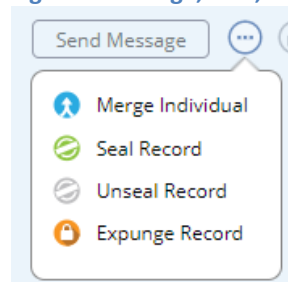 Send Message
Merge Individual
Seal Record
Unseal Record
Expunge Record